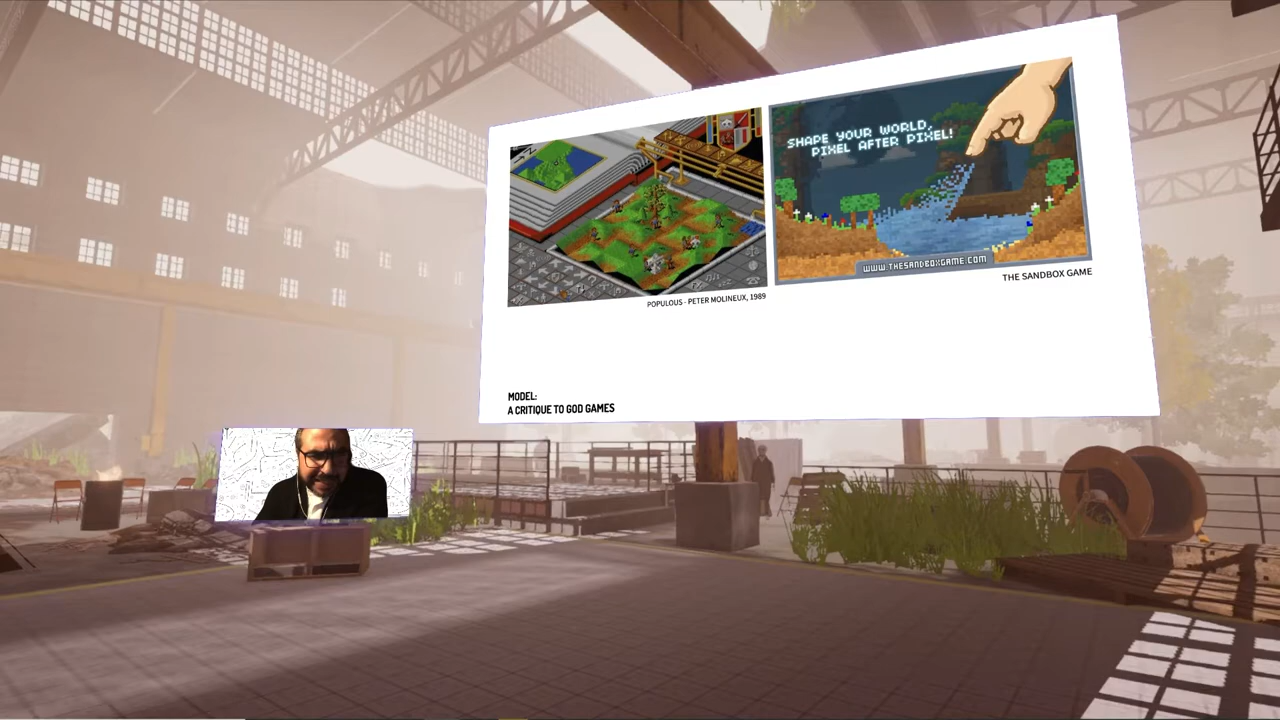 SHAPE YOUR WORLD,
PIXEL AFTER PIXEL!
WWW.THESANDBOXGAME.COM
POPULOUS - PETER MOLINEUX, 1989
THE SANDBOX GAME
MODEL:
A CRITIQUE TO GOD GAMES